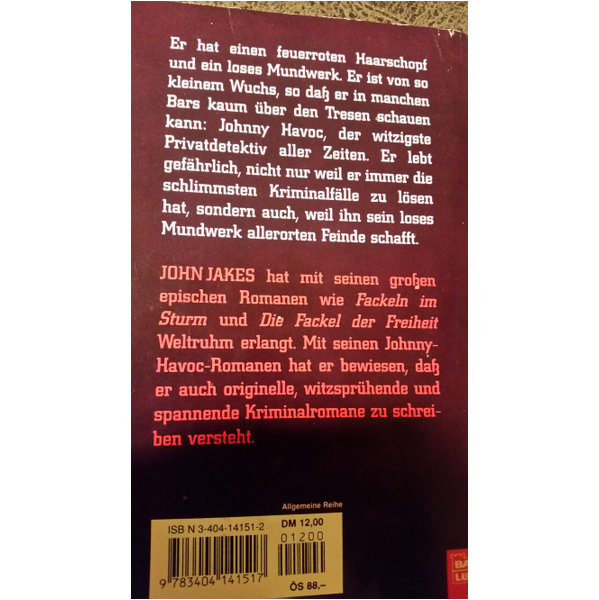 Er hat einen feuerroten Haarschopf
und ein loses Mundwerk. Er ist von so
kleinem Wuchs, so daß er in manchen
Bars kaum über den Tresen schauen
kann: Johnny Havoc, der witzigste
Privatdetektiv aller Zeiten. Er lebt
gefährlich, nicht nur weil er immer die
schlimmsten Kriminalfälle zu lösen
hat, sondern auch, weil ihn sein loses
Mundwerk allerorten Feinde schafft.
JOHN JAKES hat mit seinen großen
epischen Romanen wie Fackeln im
Sturm und Die Fackel der Freiheit
Weltruhm erlangt. Mit seinen Johnny-
Havoc-Romanen hat er bewiesen, daß
er auch originelle, witzsprühende und
spannende Kriminalromane zu schrei-
ben versteht.
Allgemeine Reihe
ISBN 3-404-14151-2
DM 12,00
01200
9 783404 141517
ÖS 88,–
BA
LÜ